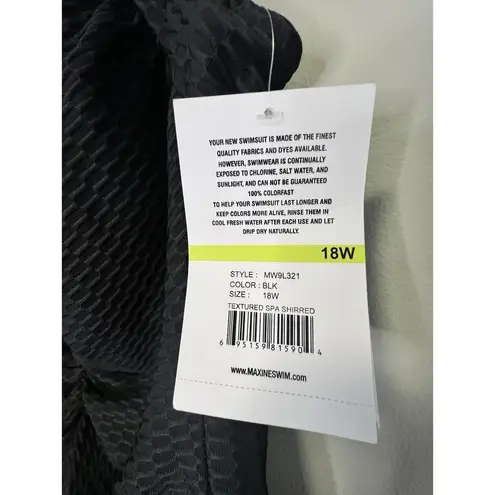 YOUR NEW SWIMSUIT IS MADE OF THE FINEST
QUALITY FABRICS AND DYES AVAILABLE.
HOWEVER, SWIMWEAR IS CONTINUALLY
EXPOSED TO CHLORINE, SALT WATER, AND
SUNLIGHT, AND CAN NOT BE GUARANTEED
100% COLORFAST
TO HELP YOUR SWIMSUIT LAST LONGER AND
KEEP COLORS MORE ALIVE, RINSE THEM IN
COOL FRESH WATER AFTER EACH USE AND LET
DRIP DRY NATURALLY.
18W
STYLE : MW9L321
COLOR : BLK
SIZE : 18W
TEXTURED SPA SHIRRED
6 95159 81590 4
WWW.MAXINESWIM.COM